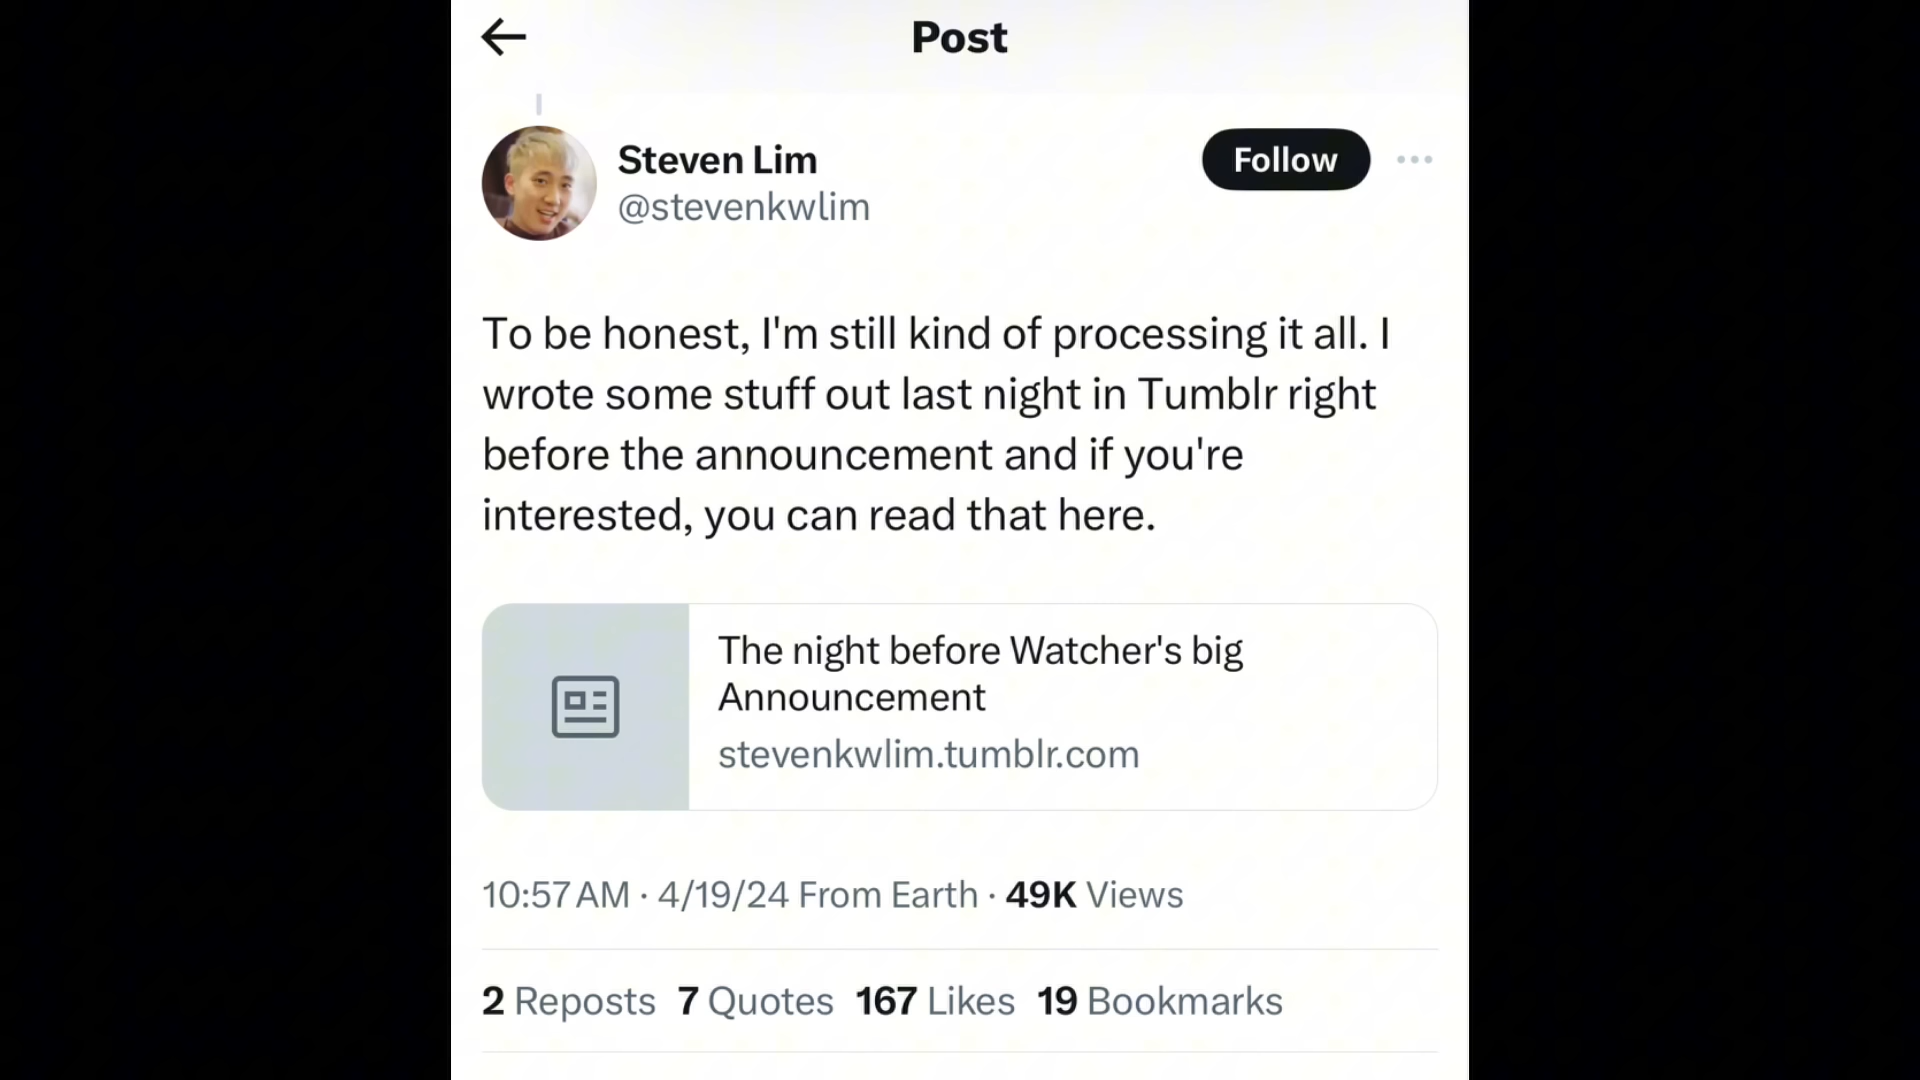 Post
Steven Lim
Follow
@stevenkwlim
To be honest, I'm still kind of processing it all. I
wrote some stuff out last night in Tumblr right
before the announcement and if you're
interested, you can read that here.
The night before Watcher's big
Announcement
stevenkwlim.tumblr.com
10:57 AM · 4/19/24 From Earth · 49K Views
2 Reposts 7 Quotes 167 Likes 19 Bookmarks